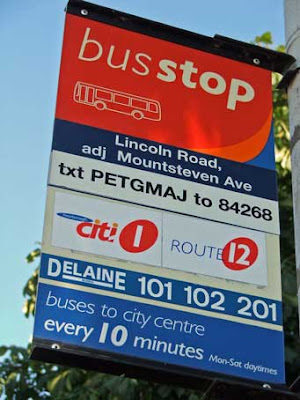 bus stop
Lincoln Road,
adj Mountsteven Ave
txt PETGMAJ to 84268
citi 1 ROUTE 12
DELAINE 101 102 201
buses to city centre
every 10 minutes Mon-Sat daytimes